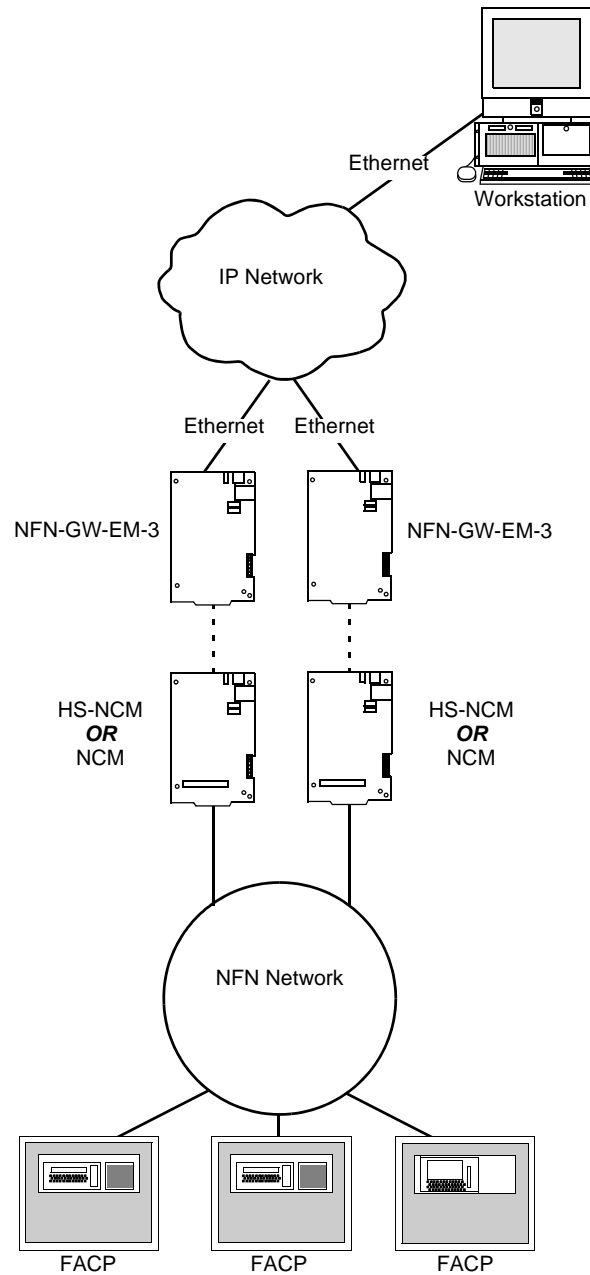 Ethernet
Workstation
IP Network
Ethernet Ethernet
NFN-GW-EM-3
NFN-GW-EM-3
HS-NCM
OR
NCM
HS-NCM
OR
NCM
NFN Network
FACP
FACP
FACP